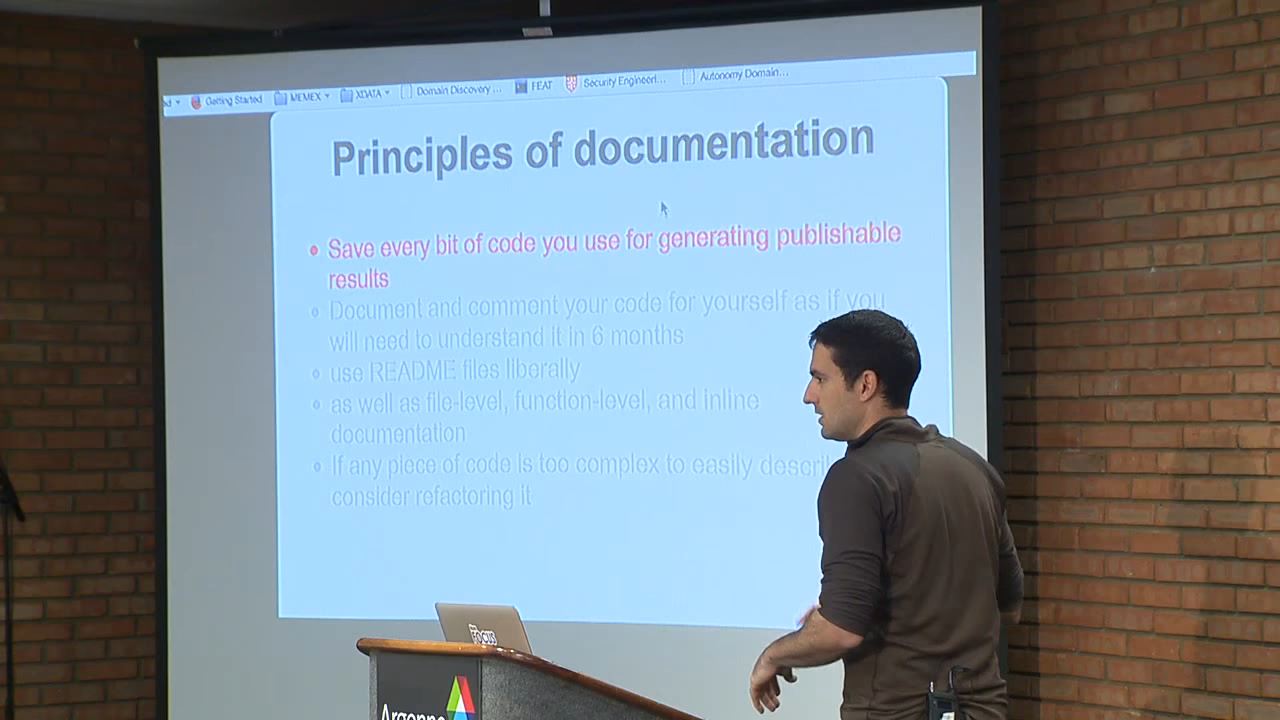 Getting Started MEMEX XDATA Domain Discovery ... FEAT Security Engineeri... Autonomy Domain...
Principles of documentation
• Save every bit of code you use for generating publishable
results
• Document and comment your code for yourself as if you
will need to understand it in 6 months
• use README files liberally
• as well as file-level, function-level, and inline
documentation
• If any piece of code is too complex to easily descri
consider refactoring it
FOCUS
Argonne